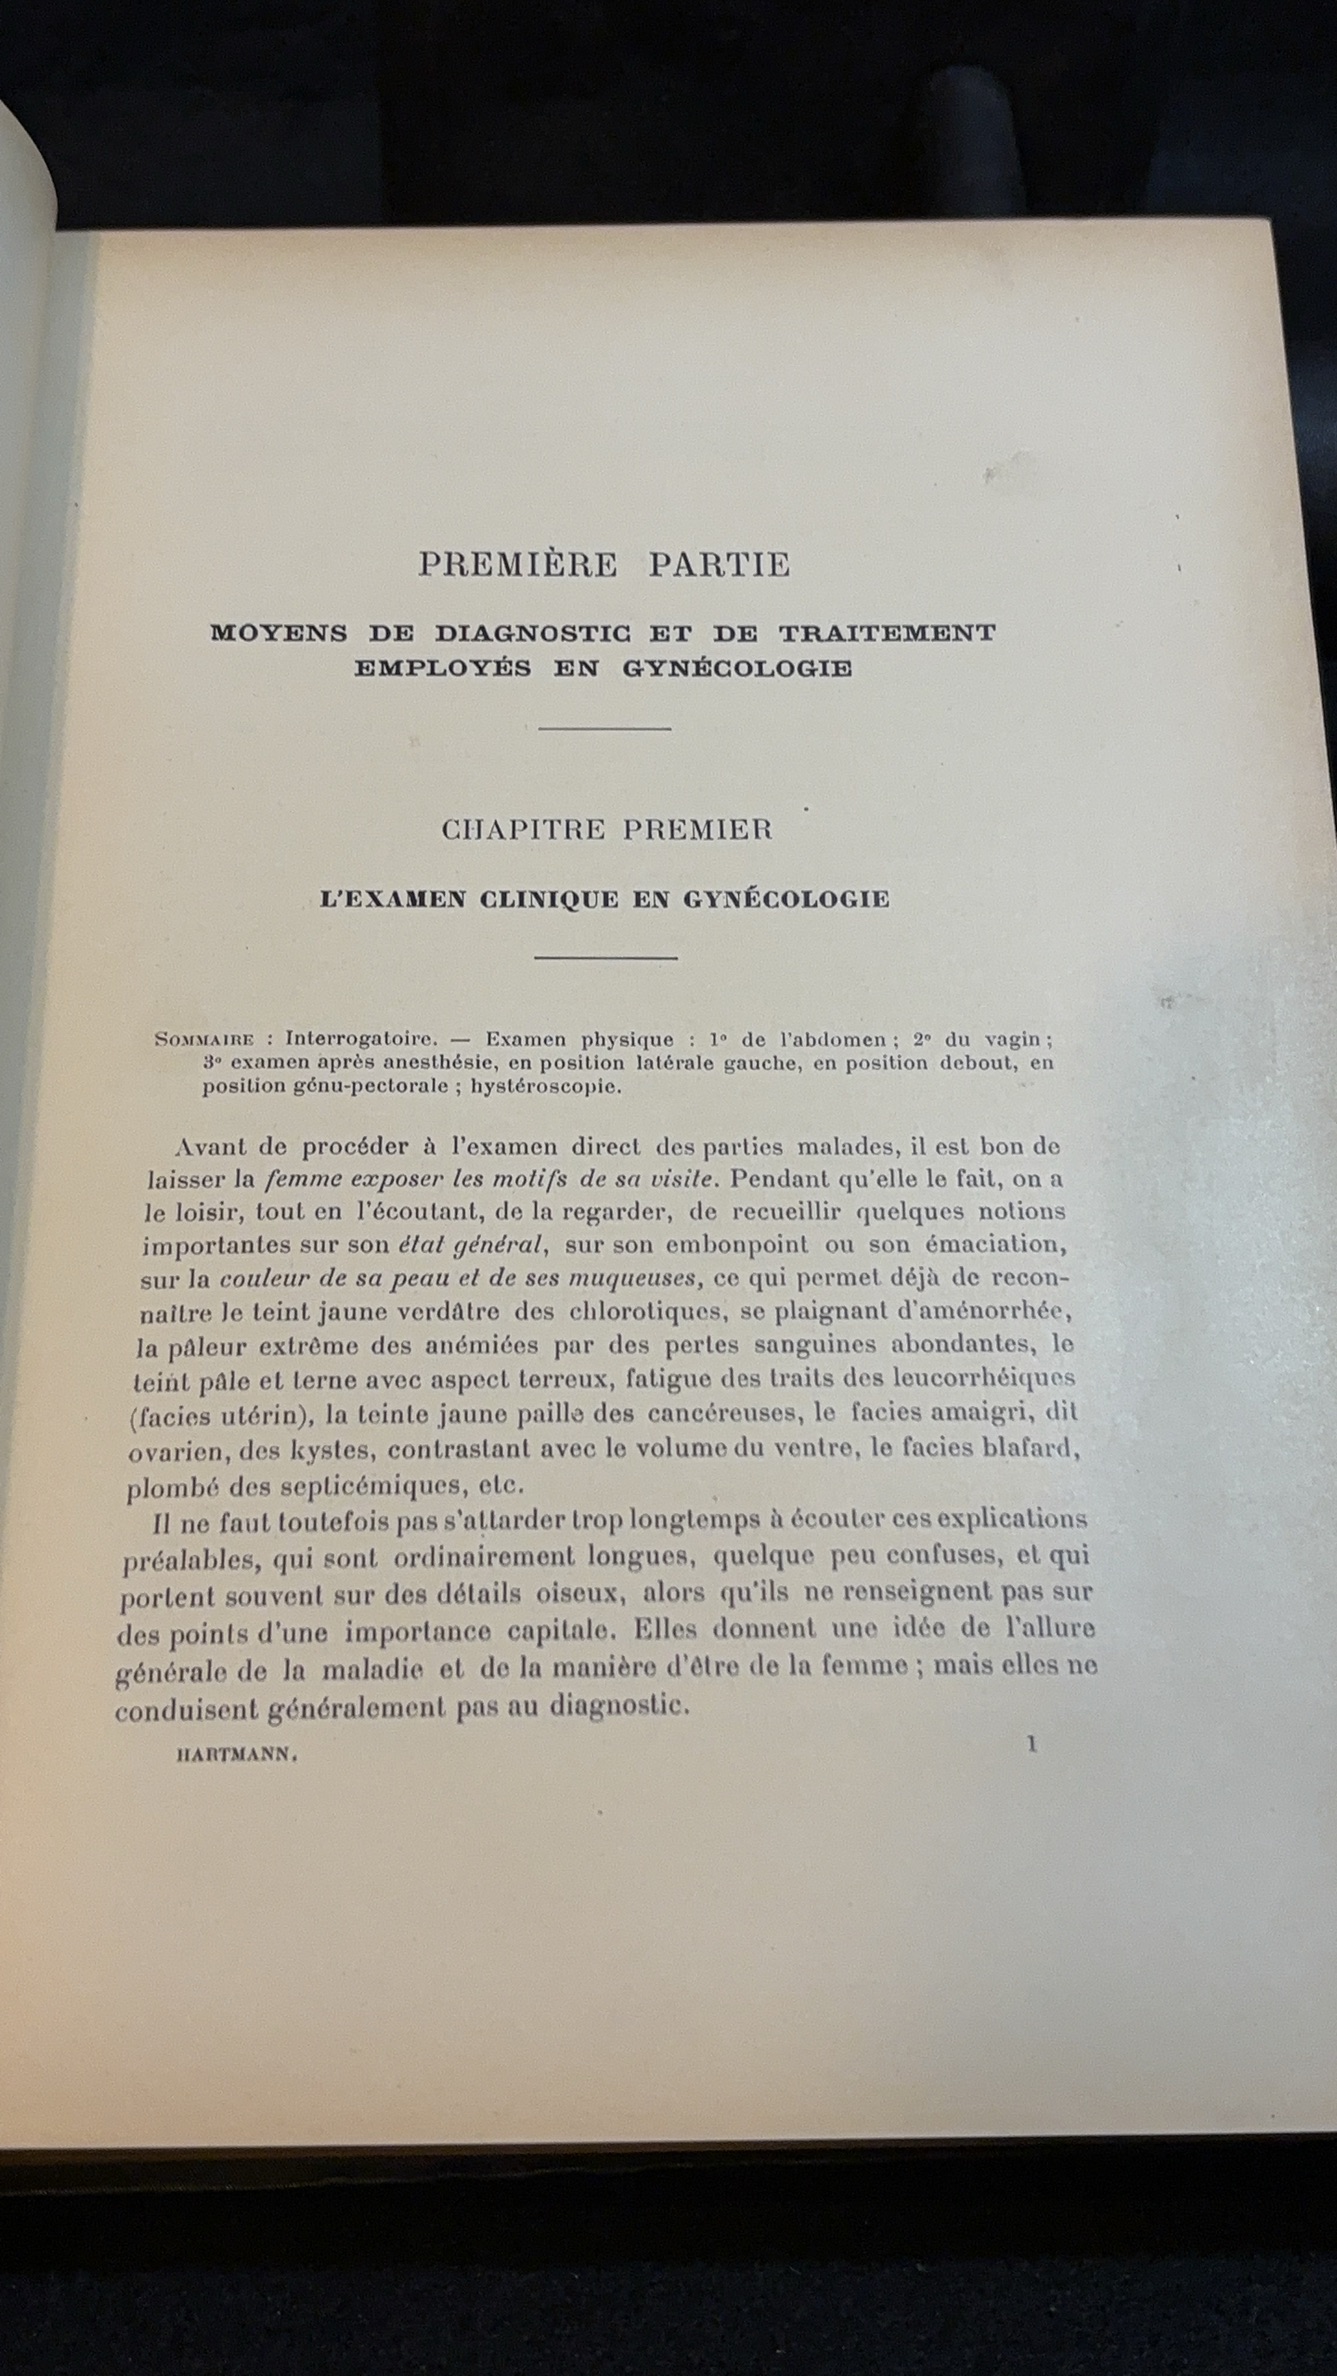 PREMIÈRE PARTIE
MOYENS DE DIAGNOSTIC ET DE TRAITEMENT
EMPLOYÉS EN GYNÉCOLOGIE
CHAPITRE PREMIER
L'EXAMEN CLINIQUE EN GYNÉCOLOGIE
SOMMAIRE : Interrogatoire. — Examen physique : 1° de l'abdomen ; 2° du vagin ;
3° examen après anesthésie, en position latérale gauche, en position debout, en
position génu-pectorale ; hystéroscopie.
Avant de procéder à l'examen direct des parties malades, il est bon de
laisser la femme exposer les motifs de sa visite. Pendant qu'elle le fait, on a
le loisir, tout en l'écoutant, de la regarder, de recueillir quelques notions
importantes sur son état général, sur son embonpoint ou son émaciation,
sur la couleur de sa peau et de ses muqueuses, ce qui permet déjà de recon-
naître le teint jaune verdâtre des chlorotiques, se plaignant d'aménorrhée,
la pâleur extrême des anémiées par des pertes sanguines abondantes, le
teint pâle et terne avec aspect terreux, fatigue des traits des leucorrhéiques
(facies utérin), la teinte jaune paille des cancéreuses, le facies amaigri, dit
ovarien, des kystes, contrastant avec le volume du ventre, le facies blafard,
plombé des septicémiques, etc.
Il ne faut toutefois pas s'attarder trop longtemps à écouter ces explications
préalables, qui sont ordinairement longues, quelque peu confuses, et qui
portent souvent sur des détails oiseux, alors qu'ils ne renseignent pas sur
des points d'une importance capitale. Elles donnent une idée de l'allure
générale de la maladie et de la manière d'être de la femme ; mais elles ne
conduisent généralement pas au diagnostic.
HARTMANN. 1